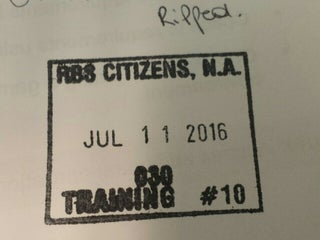 Ripped.
RBS CITIZENS, N.A.
JUL 11 2016
030
TRAINING #10